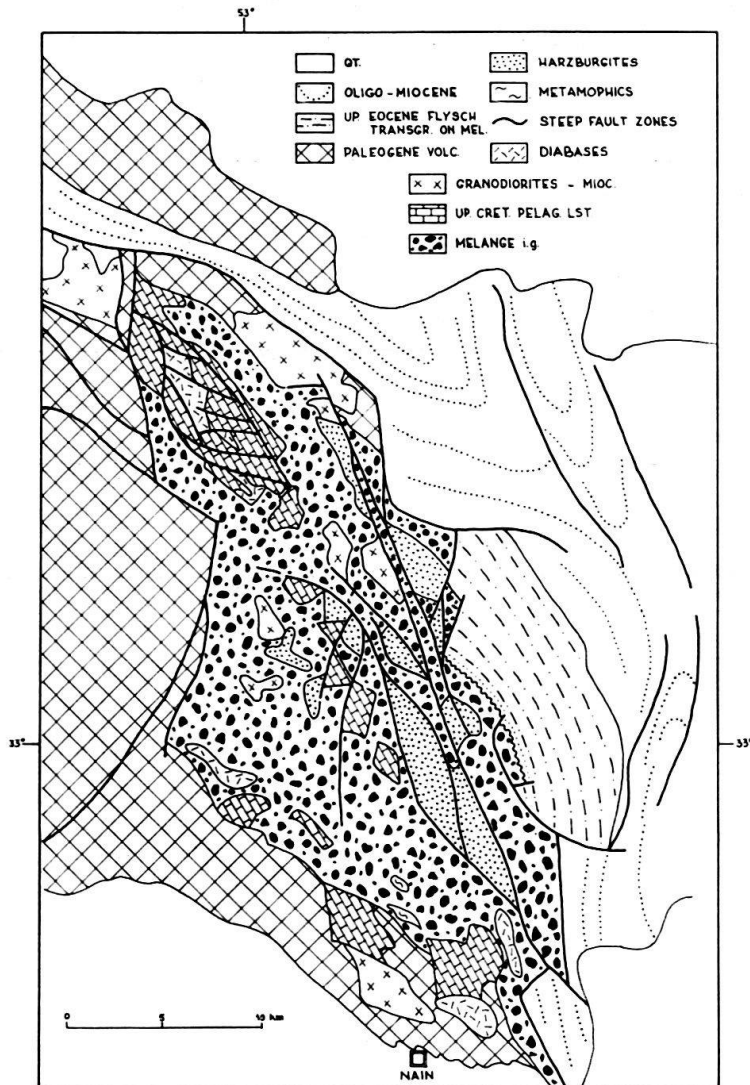 53°
QT.
OLIGO - MIOCENE
UP. EOCENE FLYSCH
TRANSGR. ON MEL.
PALEOGENE VOLC.
HARZBURGITES
METAMOPHICS
STEEP FAULT ZONES
DIABASES
GRANODIORITES - MIOC.
UP. CRET. PELAG. LST
MELANGE i.g.
33°
33°
0 5 10 km
NAIN